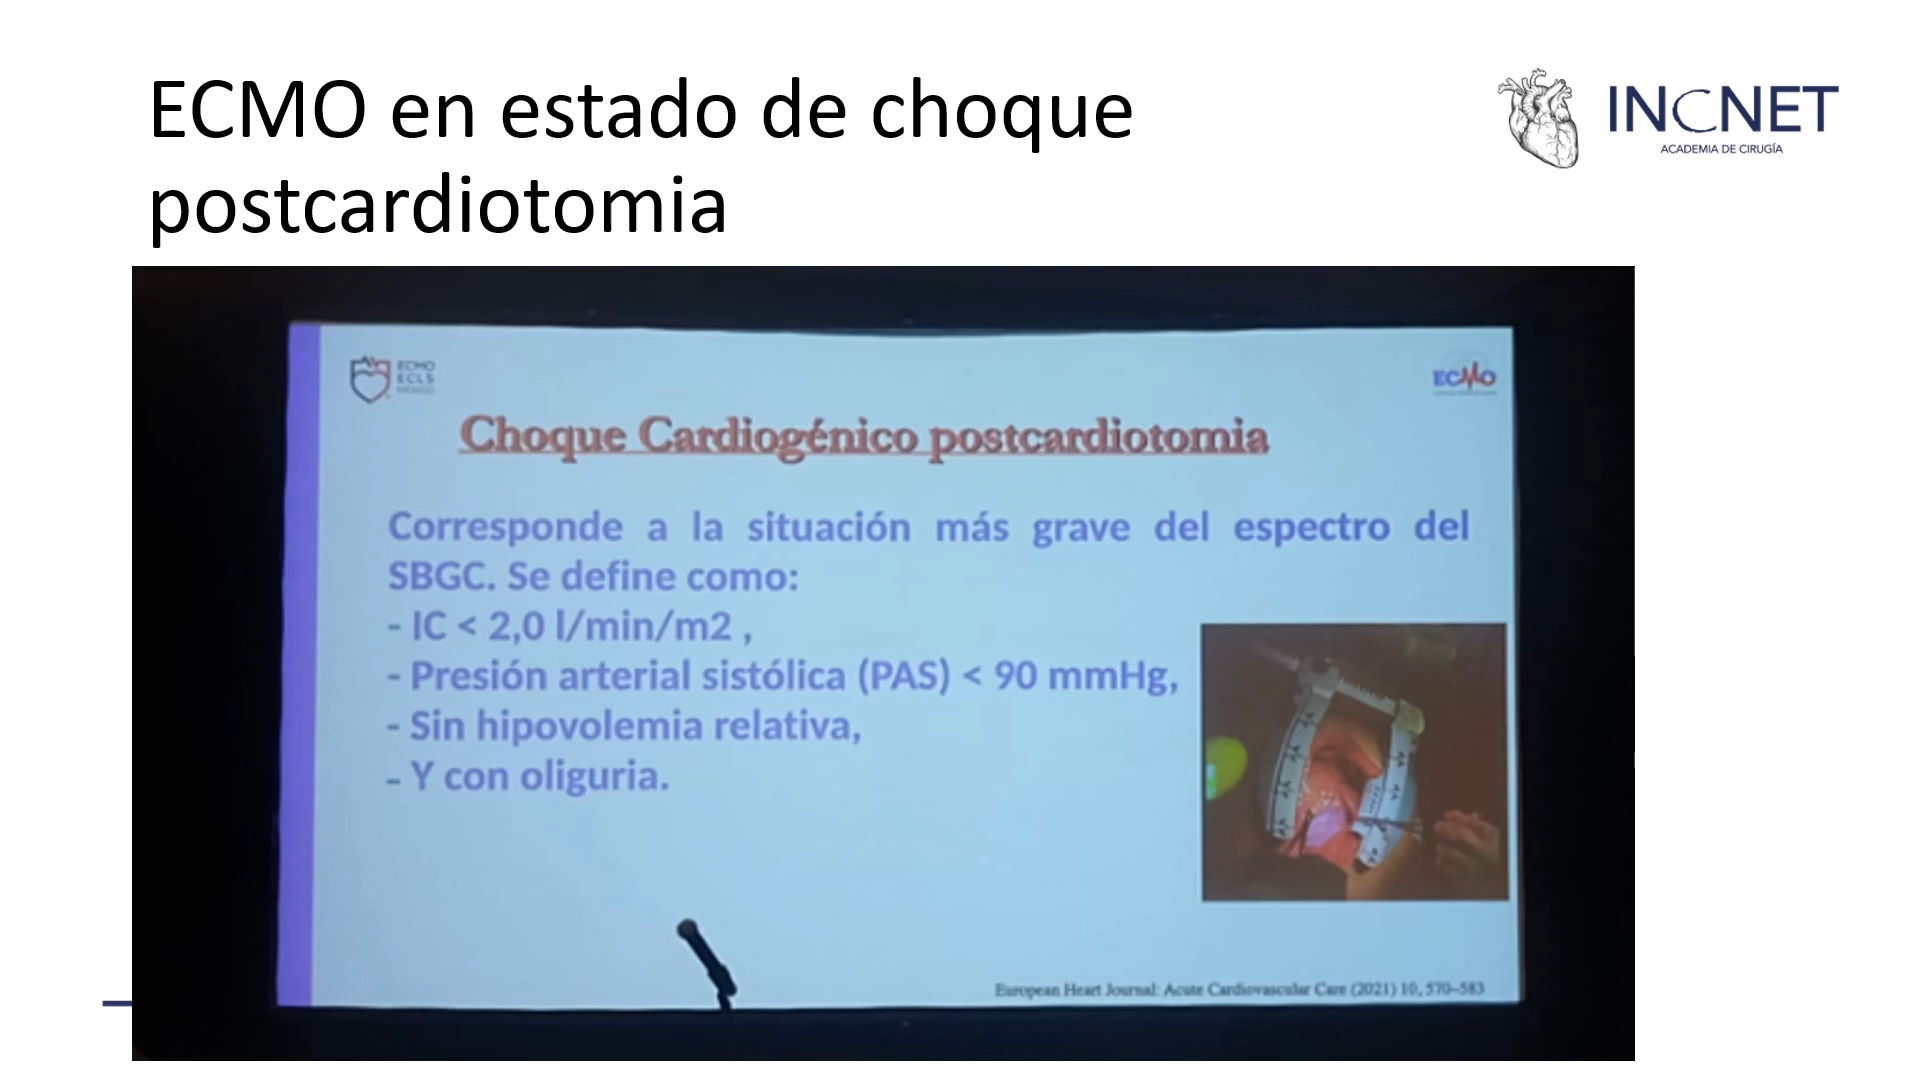 ECMO en estado de choque
postcardiotomia
INCNET
ACADEMIA DE CIRUGÍA
ECMO
ECLS
MÉXICO
ECMO
Choque Cardiogénico postcardiotomia
Corresponde a la situación más grave del espectro del
SBGC. Se define como:
- IC < 2,0 l/min/m2 ,
- Presión arterial sistólica (PAS) < 90 mmHg,
- Sin hipovolemia relativa,
- Y con oliguria.
European Heart Journal: Acute Cardiovascular Care (2021) 10, 570–583